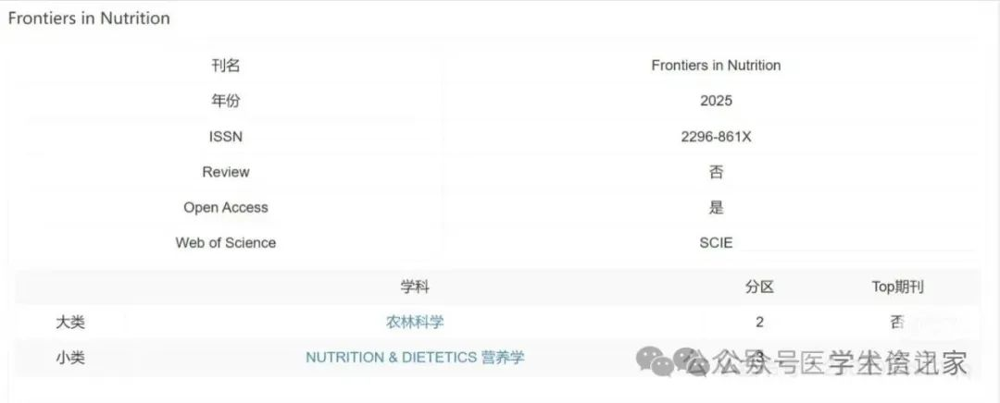 Frontiers in Nutrition
刊名 Frontiers in Nutrition
年份 2025
ISSN 2296-861X
Review 否
Open Access 是
Web of Science SCIE
学科 分区 Top期刊
大类 农林科学 2 否
小类 NUTRITION & DIETETICS 营养学 3
公众号医学术资讯家